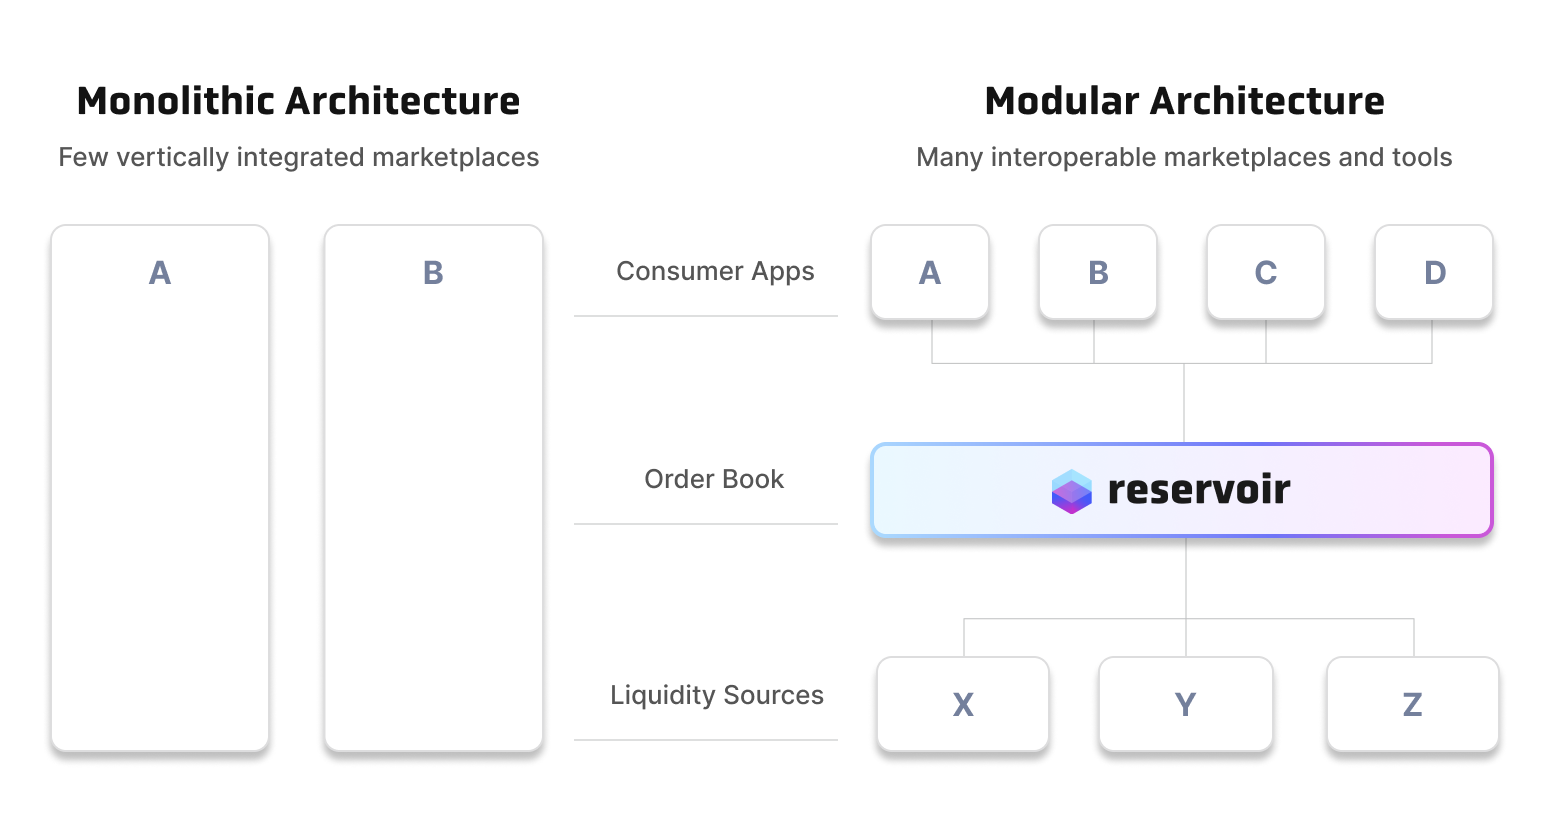 Monolithic Architecture
Few vertically integrated marketplaces
A
B
Consumer Apps
Order Book
Liquidity Sources
Modular Architecture
Many interoperable marketplaces and tools
A
B
C
D
reservoir
X
Y
Z